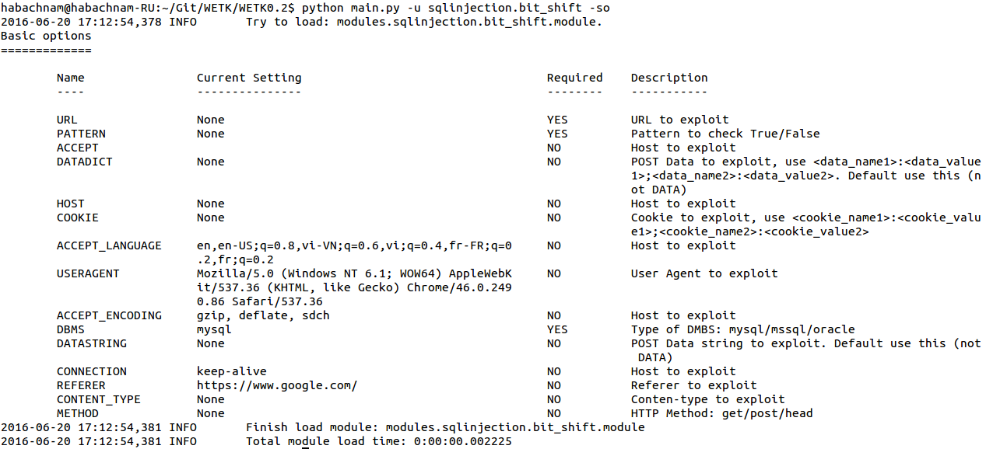 habachnam@habachnam-RU:~/Git/WETK/WETK0.2$ python main.py -u sqlinjection.bit_shift -so
2016-06-20 17:12:54,378 INFO       Try to load: modules.sqlinjection.bit_shift.module.
Basic options
=============
        Name                Current Setting                                   Required    Description
        ----                ---------------                                   --------    -----------
        URL                 None                                              YES         URL to exploit
        PATTERN             None                                              YES         Pattern to check True/False
        ACCEPT                                                                NO          Host to exploit
        DATADICT            None                                              NO          POST Data to exploit, use <data_name1>:<data_value
                                                                                          1>;<data_name2>:<data_value2>. Default use this (n
                                                                                          ot DATA)
        HOST                None                                              NO          Host to exploit
        COOKIE              None                                              NO          Cookie to exploit, use <cookie_name1>:<cookie_valu
                                                                                          e1>;<cookie_name2>:<cookie_value2>
        ACCEPT_LANGUAGE     en,en-US;q=0.8,vi-VN;q=0.6,vi;q=0.4,fr-FR;q=0     NO          Host to exploit
                            .2,fr;q=0.2
        USERAGENT           Mozilla/5.0 (Windows NT 6.1; WOW64) AppleWebK     NO          User Agent to exploit
                            it/537.36 (KHTML, like Gecko) Chrome/46.0.249
                            0.86 Safari/537.36
        ACCEPT_ENCODING     gzip, deflate, sdch                               NO          Host to exploit
        DBMS                mysql                                             YES         Type of DMBS: mysql/mssql/oracle
        DATASTRING          None                                              NO          POST Data string to exploit. Default use this (not
                                                                                           DATA)
        CONNECTION          keep-alive                                        NO          Host to exploit
        REFERER             https://www.google.com/                           NO          Referer to exploit
        CONTENT_TYPE        None                                              NO          Conten-type to exploit
        METHOD              None                                              NO          HTTP Method: get/post/head
2016-06-20 17:12:54,381 INFO       Finish load module: modules.sqlinjection.bit_shift.module
2016-06-20 17:12:54,381 INFO       Total module load time: 0:00:00.002225